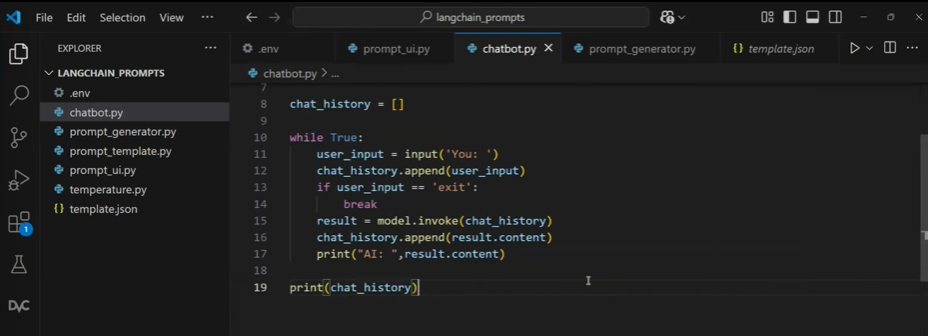 File Edit Selection View ··· langchain_prompts
EXPLORER ···
.env prompt_ui.py chatbot.py prompt_generator.py template.json ···
LANGCHAIN_PROMPTS
chatbot.py > ...
.env
chatbot.py
prompt_generator.py
prompt_template.py
prompt_ui.py
temperature.py
template.json
1
DVC
7
8 chat_history = []
9
10 while True:
11 user_input = input('You: ')
12 chat_history.append(user_input)
13 if user_input == 'exit':
14 break
15 result = model.invoke(chat_history)
16 chat_history.append(result.content)
17 print("AI: ",result.content)
18
19 print(chat_history)